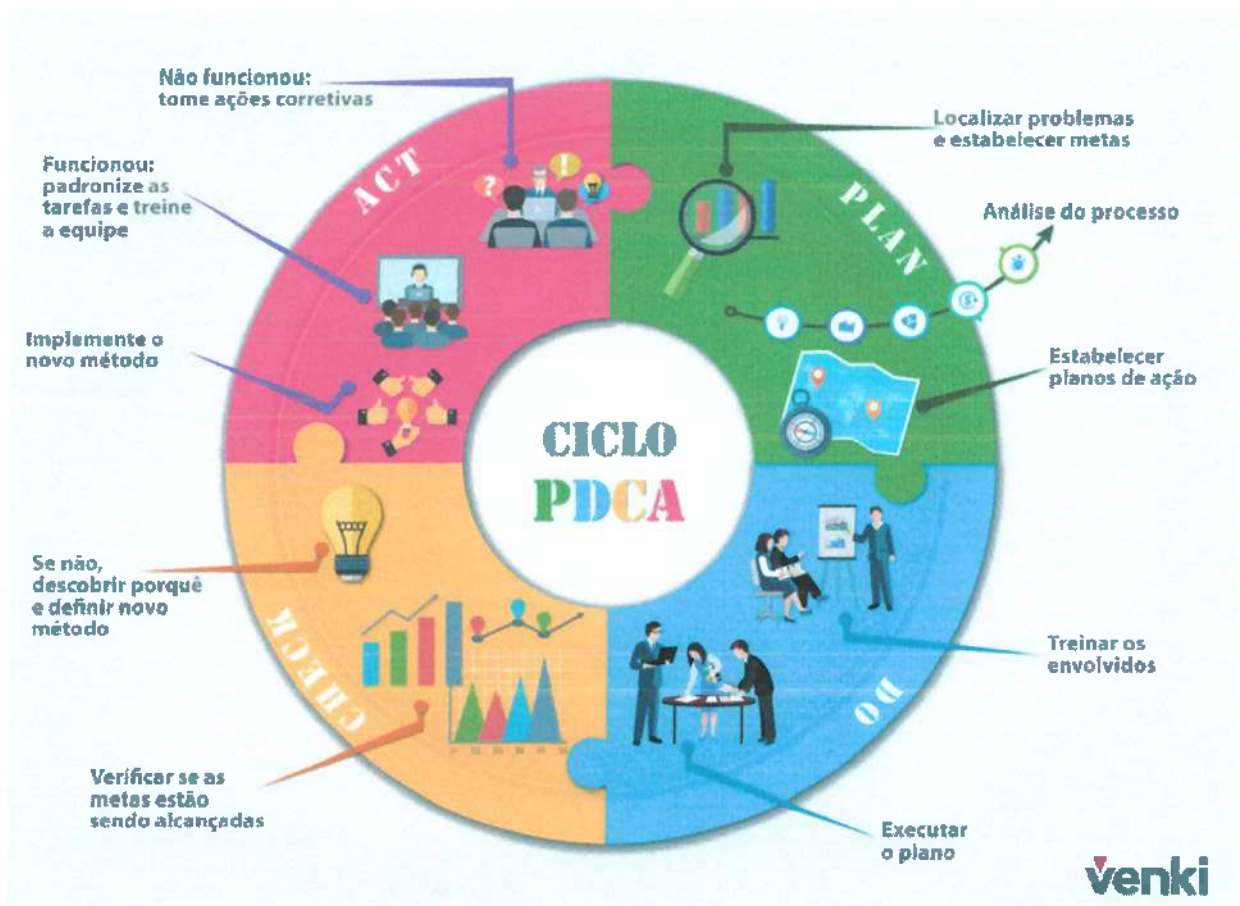 Não funcionou:
tome ações corretivas
Localizar problemas
e estabelecer metas
Funcionou:
padronize as
tarefas e treine
a equipe
ACT
PLAN
Análise do processo
Implemente o
novo método
Estabelecer
planos de ação
CICLO
PDCA
Se não,
descobrir porquê
e definir novo
método
CHECK
DO
Treinar os
envolvidos
Verificar se as
metas estão
sendo alcançadas
Executar
o plano
venki